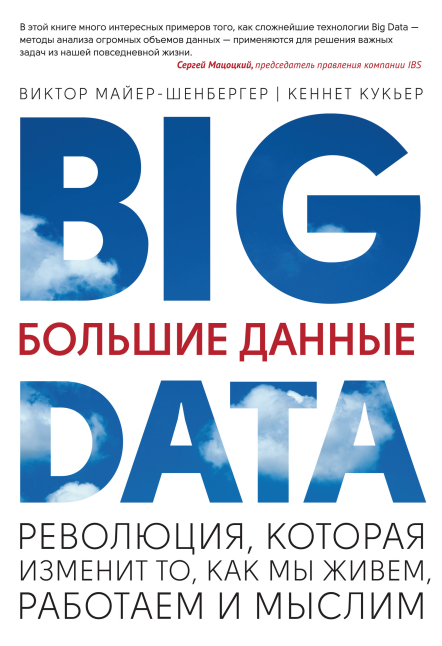 В этой книге много интересных примеров того, как сложнейшие технологии Big Data —
методы анализа огромных объемов данных — применяются для решения важных
задач из нашей повседневной жизни.
Сергей Мацоцкий, председатель правления компании IBS
ВИКТОР МАЙЕР-ШЕНБЕРГЕР | КЕННЕТ КУКЬЕР
BIG
БОЛЬШИЕ ДАННЫЕ
DATA
РЕВОЛЮЦИЯ, КОТОРАЯ
ИЗМЕНИТ ТО, КАК МЫ ЖИВЕМ,
РАБОТАЕМ И МЫСЛИМ